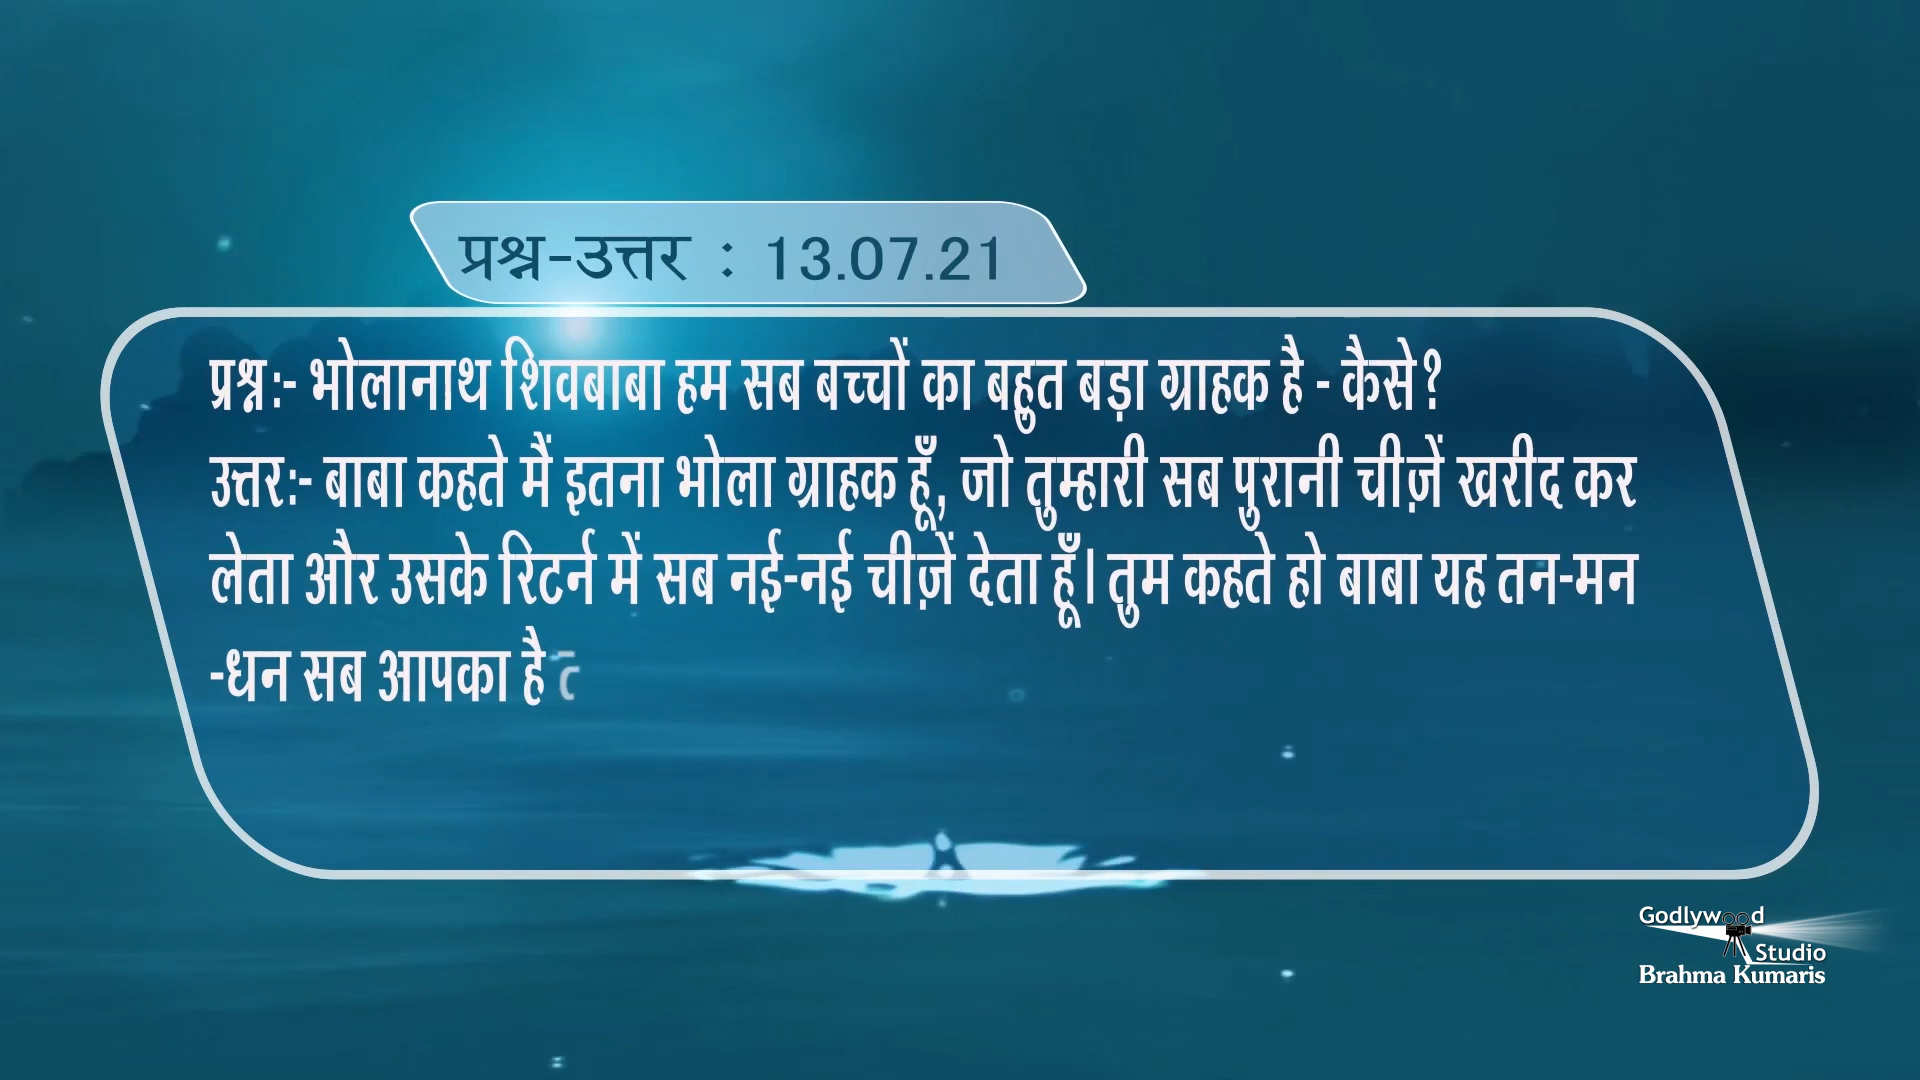 प्रश्न-उत्तर : 13.07.21
प्रश्न:- भोलानाथ शिवबाबा हम सब बच्चों का बहुत बड़ा ग्राहक है - कैसे?
उत्तर:- बाबा कहते मैं इतना भोला ग्राहक हूँ, जो तुम्हारी सब पुरानी चीज़ें खरीद कर
लेता और उसके रिटर्न में सब नई-नई चीज़ें देता हूँ। तुम कहते हो बाबा यह तन-मन
-धन सब आपका है
Godlywood
Studio
Brahma Kumaris